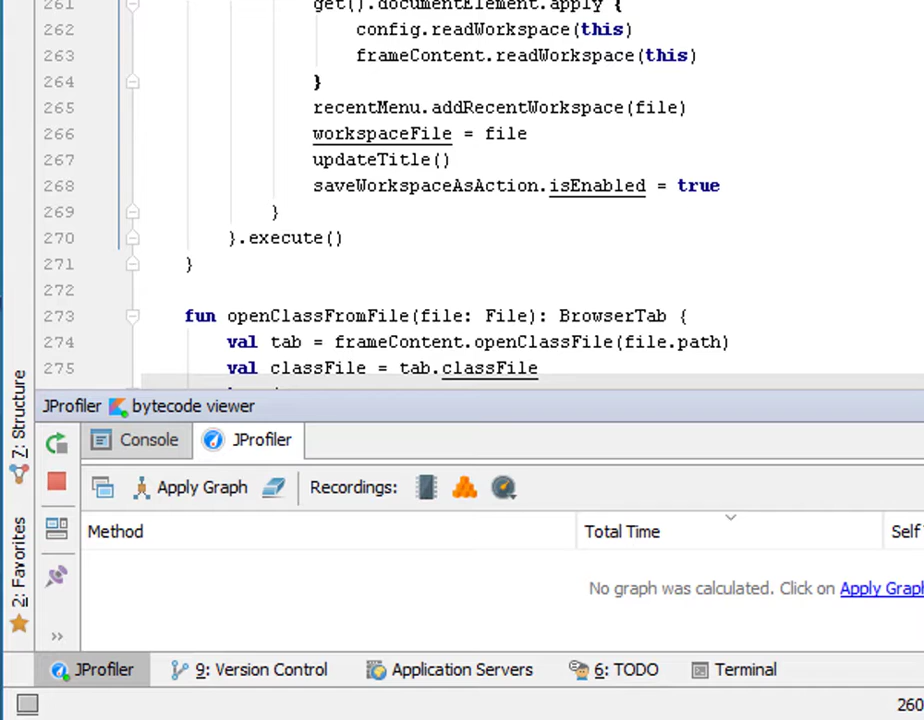 261 get().documentElement.apply {
262 config.readWorkspace(this)
263 frameContent.readWorkspace(this)
264 }
265 recentMenu.addRecentWorkspace(file)
266 workspaceFile = file
267 updateTitle()
268 saveWorkspaceAsAction.isEnabled = true
269 }
270 }.execute()
271 }
272
273 fun openClassFromFile(file: File): BrowserTab {
274 val tab = frameContent.openClassFile(file.path)
275 val classFile = tab.classFile
7: Structure
2: Favorites
JProfiler bytecode viewer
Console JProfiler
Apply Graph Recordings:
Method Total Time Self
No graph was calculated. Click on Apply Graph
JProfiler 9: Version Control Application Servers 6: TODO Terminal
260